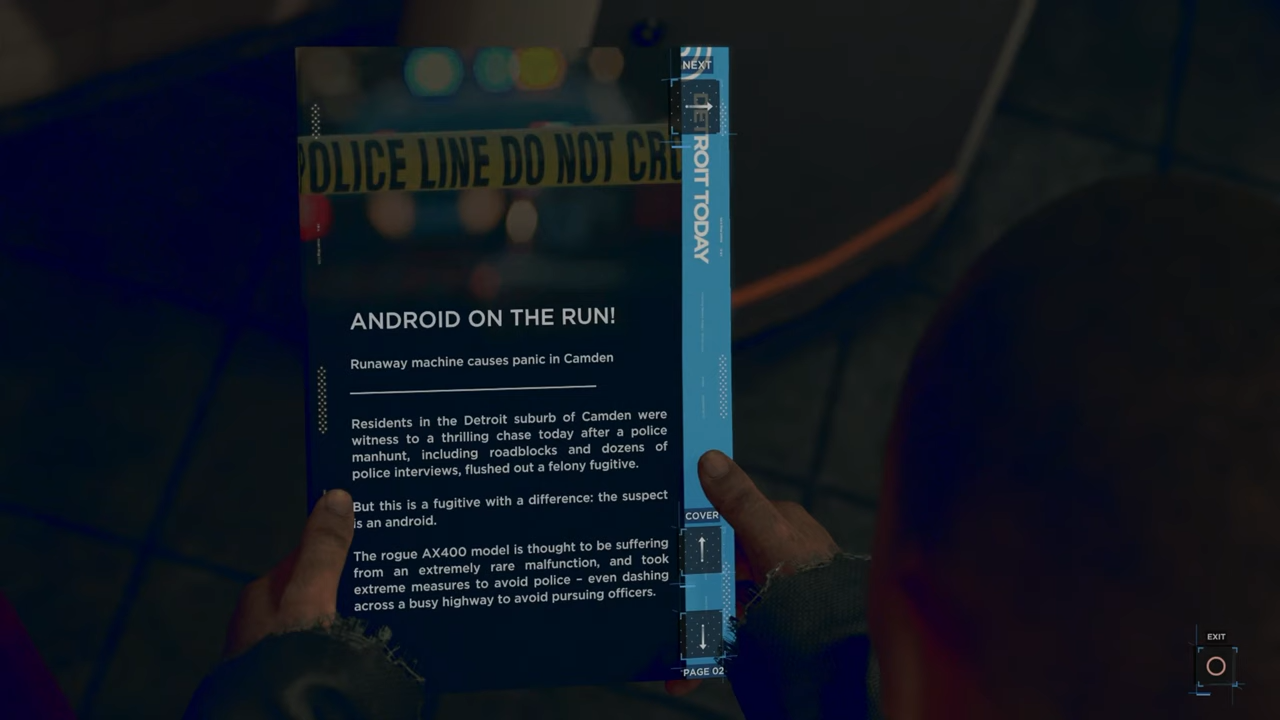 NEXT
DETROIT TODAY
POLICE LINE DO NOT CRO
ANDROID ON THE RUN!
Runaway machine causes panic in Camden
Residents in the Detroit suburb of Camden were
witness to a thrilling chase today after a police
manhunt, including roadblocks and dozens of
police interviews, flushed out a felony fugitive.
But this is a fugitive with a difference: the suspect
is an android.
The rogue AX400 model is thought to be suffering
from an extremely rare malfunction, and took
extreme measures to avoid police – even dashing
across a busy highway to avoid pursuing officers.
COVER
PAGE 02
EXIT